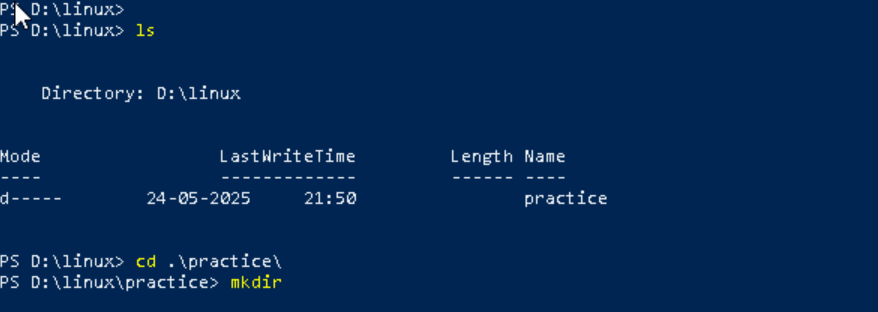 PS D:\linux>
PS D:\linux> ls
Directory: D:\linux
Mode                 LastWriteTime         Length Name
----                 -------------         ------ ----
d-----        24-05-2025     21:50                practice
PS D:\linux> cd .\practice\
PS D:\linux\practice> mkdir